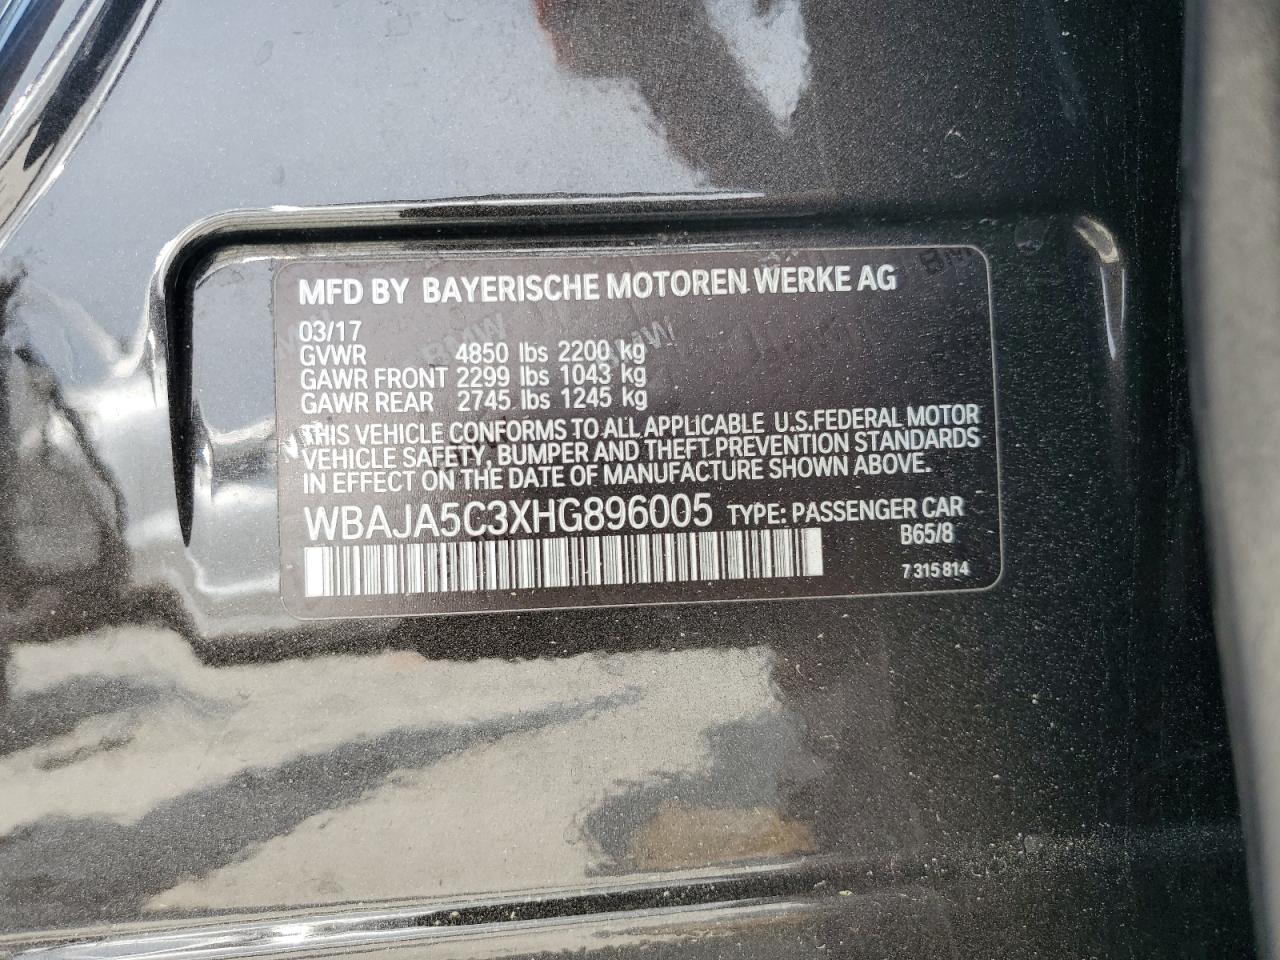 MFD BY BAYERISCHE MOTOREN WERKE AG
03/17
GVWR 4850 lbs 2200 kg
GAWR FRONT 2299 lbs 1043 kg
GAWR REAR 2745 lbs 1245 kg
THIS VEHICLE CONFORMS TO ALL APPLICABLE U.S.FEDERAL MOTOR
VEHICLE SAFETY, BUMPER AND THEFT PREVENTION STANDARDS
IN EFFECT ON THE DATE OF MANUFACTURE SHOWN ABOVE.
WBAJA5C3XHG896005 TYPE: PASSENGER CAR
B65/8
7 315 814
BMW
BMW
BMW